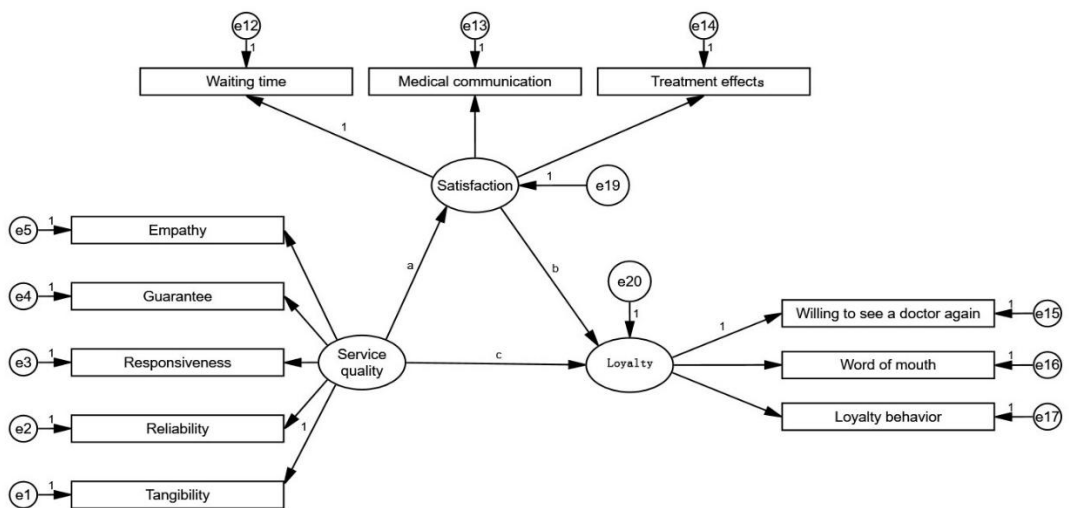 e12
e13
e14
1
1
1
Waiting time
Medical communication
Treatment effects
1
Satisfaction
1
e19
e5
1
Empathy
a
b
e20
1
e4
1
Guarantee
e3
1
Responsiveness
Service
quality
c
Loyalty
1
Willing to see a doctor again
1
e15
Word of mouth
1
e16
Loyalty behavior
1
e17
e2
1
Reliability
1
e1
1
Tangibility